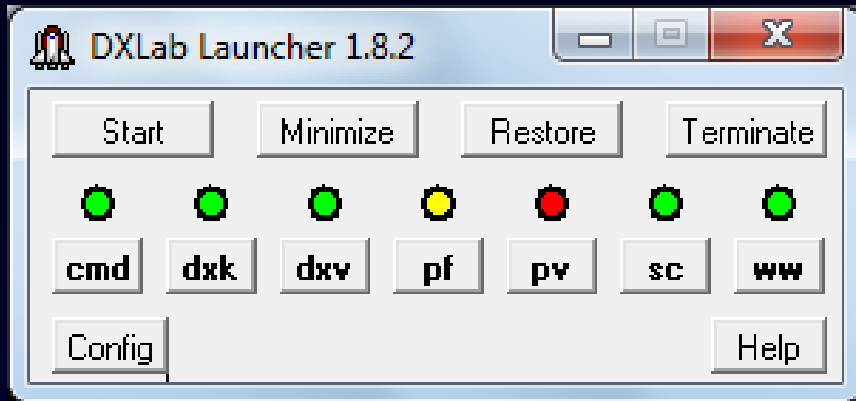 DXLab Launcher 1.8.2
Start Minimize Restore Terminate
cmd dxk dxv pf pv sc ww
Config Help